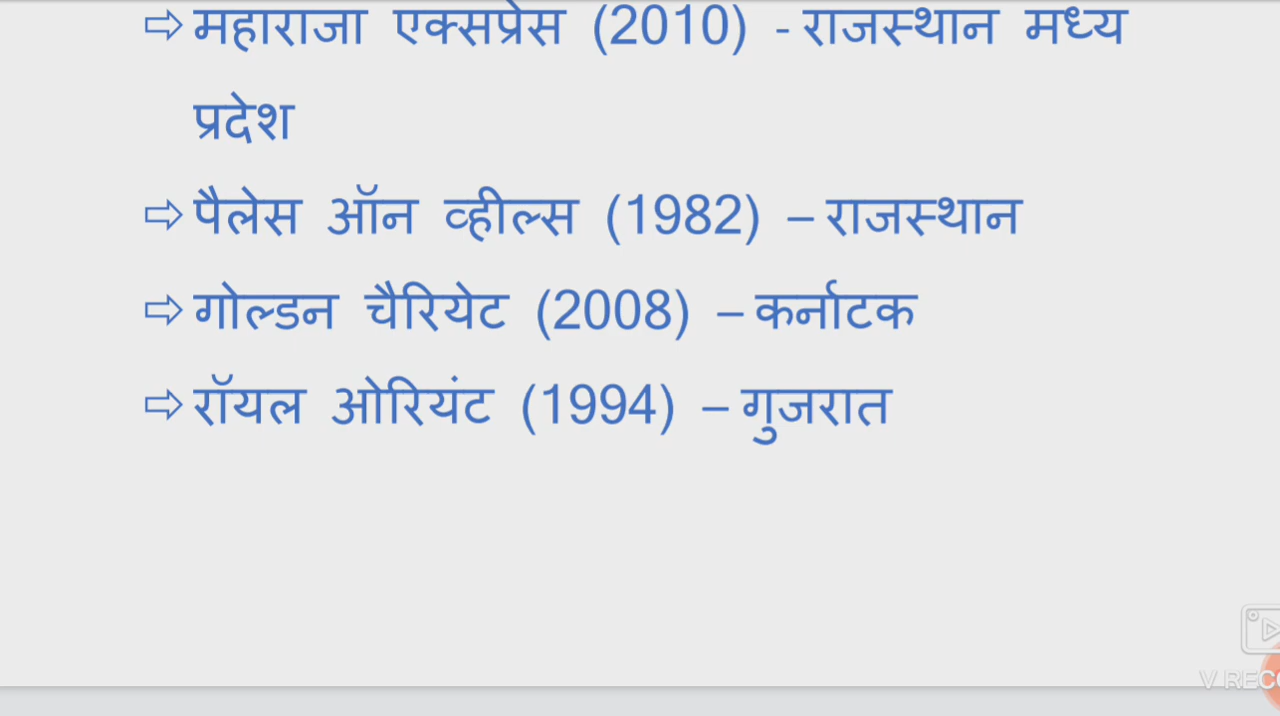 ⇨ महाराजा एक्सप्रेस (2010) - राजस्थान मध्य
प्रदेश
⇨ पैलेस ऑन व्हील्स (1982) – राजस्थान
⇨ गोल्डन चैरियेट (2008) – कर्नाटक
⇨ रॉयल ओरियंट (1994) – गुजरात